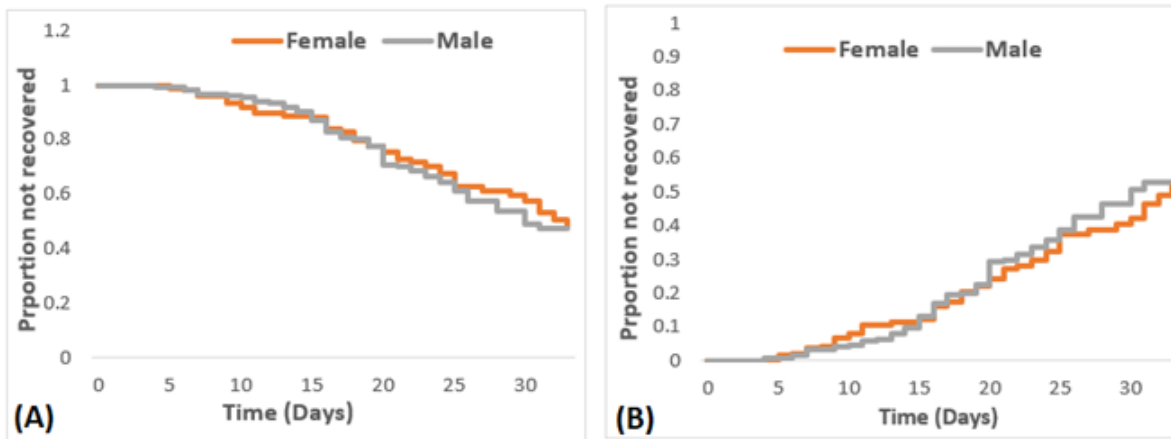 1.2
Female Male
1
0.8
0.6
0.4
0.2
0
Prportion not recovered
0 5 10 15 20 25 30
Time (Days)
(A)
1
Female Male
0.9
0.8
0.7
0.6
0.5
0.4
0.3
0.2
0.1
0
Prportion not recovered
0 5 10 15 20 25 30
Time (Days)
(B)